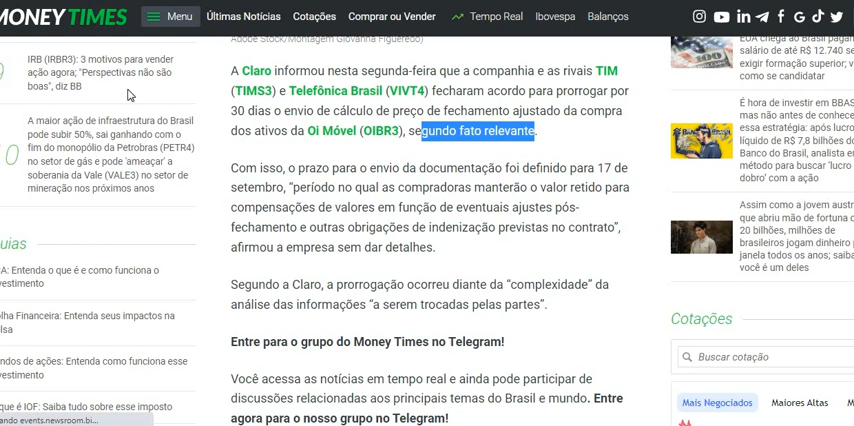 MONEY TIMES
Menu
Últimas Notícias
Cotações
Comprar ou Vender
Tempo Real
Ibovespa
Balanços
IRB (IRBR3): 3 motivos para vender
ação agora; "Perspectivas não são
boas", diz BB
10
A maior ação de infraestrutura do Brasil
pode subir 50%, sai ganhando com o
fim do monopólio da Petrobras (PETR4)
no setor de gás e pode 'ameaçar' a
soberania da Vale (VALE3) no setor de
mineração nos próximos anos
uias
A: Entenda o que é e como funciona o
vestimento
olha Financeira: Entenda seus impactos na
olsa
ndos de ações: Entenda como funciona esse
vestimento
que é IOF: Saiba tudo sobre esse imposto
ando events.newsroom.bi...
Adobe Stock/Montagem Giovanna Figueredo)
A Claro informou nesta segunda-feira que a companhia e as rivais TIM
(TIMS3) e Telefônica Brasil (VIVT4) fecharam acordo para prorrogar por
30 dias o envio de cálculo de preço de fechamento ajustado da compra
dos ativos da Oi Móvel (OIBR3), segundo fato relevante.
Com isso, o prazo para o envio da documentação foi definido para 17 de
setembro, “período no qual as compradoras manterão o valor retido para
compensações de valores em função de eventuais ajustes pós-
fechamento e outras obrigações de indenização previstas no contrato”,
afirmou a empresa sem dar detalhes.
Segundo a Claro, a prorrogação ocorreu diante da “complexidade” da
análise das informações “a serem trocadas pelas partes”.
Entre para o grupo do Money Times no Telegram!
Você acessa as notícias em tempo real e ainda pode participar de
discussões relacionadas aos principais temas do Brasil e mundo. Entre
agora para o nosso grupo no Telegram!
EUA chega ao Brasil pagan
salário de até R$ 12.740 se
exigir formação superior; v
como se candidatar
É hora de investir em BBAS
mas não antes de conhece
essa estratégia: após lucro
líquido de R$ 7,8 bilhões do
Banco do Brasil, analista en
método para buscar ‘lucro
dobro’ com a ação
Assim como a jovem austr
que abriu mão de fortuna d
20 bilhões, milhões de
brasileiros jogam dinheiro p
janela todos os anos; saiba
você é um deles
Cotações
Buscar cotação
Mais Negociados
Maiores Altas
M